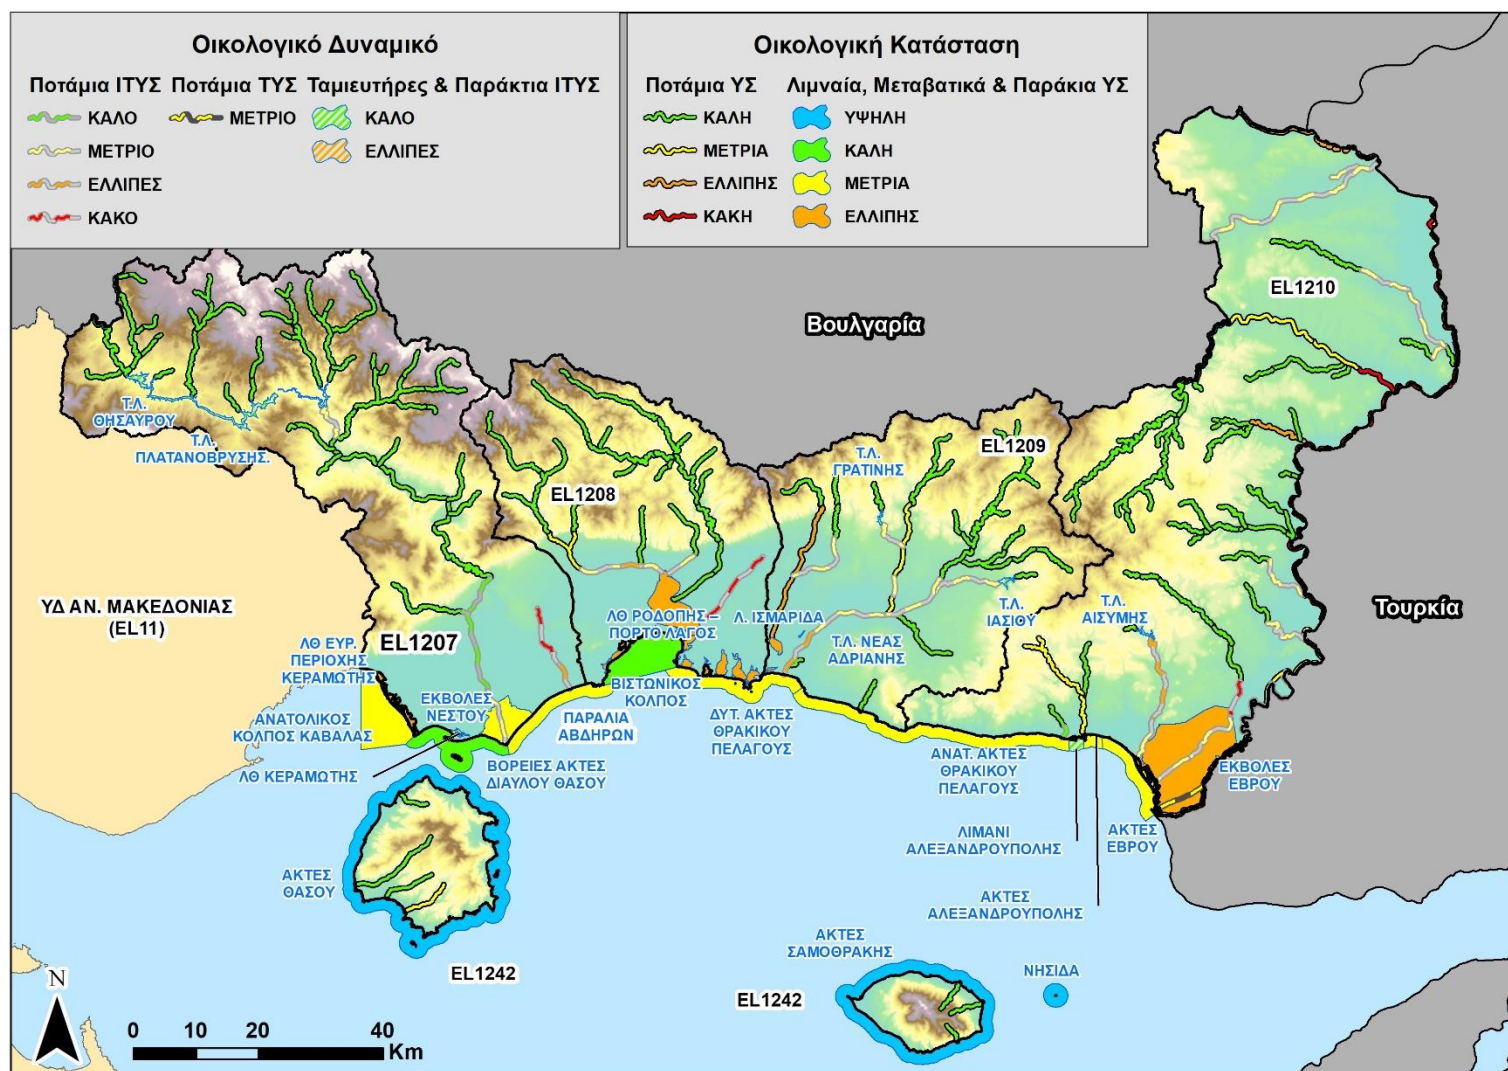 Οικολογικό Δυναμικό
Ποτάμια ΙΤΥΣ
ΚΑΛΟ
ΜΕΤΡΙΟ
ΕΛΛΙΠΕΣ
ΚΑΚΟ
Ποτάμια ΤΥΣ
ΜΕΤΡΙΟ
Ταμιευτήρες & Παράκτια ΙΤΥΣ
ΚΑΛΟ
ΕΛΛΙΠΕΣ
Οικολογική Κατάσταση
Ποτάμια ΥΣ
ΚΑΛΗ
ΜΕΤΡΙΑ
ΕΛΛΙΠΗΣ
ΚΑΚΗ
Λιμναία, Μεταβατικά & Παράκια ΥΣ
ΥΨΗΛΗ
ΚΑΛΗ
ΜΕΤΡΙΑ
ΕΛΛΙΠΗΣ
EL1210
Βουλγαρία
Τ.Λ.
ΘΗΣΑΥΡΟΥ
Τ.Λ.
ΠΛΑΤΑΝΟΒΡΥΣΗΣ.
EL1208
Τ.Λ.
ΓΡΑΤΙΝΗΣ
EL1209
ΥΔ ΑΝ. ΜΑΚΕΔΟΝΙΑΣ
(EL11)
EL1207
ΛΘ ΡΟΔΟΠΗΣ –
ΠΟΡΤΟ ΛΑΓΟΣ
Λ. ΙΣΜΑΡΙΔΑ
Τ.Λ. ΝΕΑΣ
ΑΔΡΙΑΝΗΣ
Τ.Λ.
ΙΑΣΙΟΥ
Τ.Λ.
ΑΙΣΥΜΗΣ
Τουρκία
ΛΘ ΕΥΡ.
ΠΕΡΙΟΧΗΣ
ΚΕΡΑΜΩΤΗΣ
ΑΝΑΤΟΛΙΚΟΣ
ΚΟΛΠΟΣ ΚΑΒΑΛΑΣ
ΕΚΒΟΛΕΣ
ΝΕΣΤΟΥ
ΛΘ ΚΕΡΑΜΩΤΗΣ
ΒΟΡΕΙΕΣ ΑΚΤΕΣ
ΔΙΑΥΛΟΥ ΘΑΣΟΥ
ΠΑΡΑΛΙΑ
ΑΒΔΗΡΩΝ
ΒΙΣΤΩΝΙΚΟΣ
ΚΟΛΠΟΣ
ΔΥΤ. ΑΚΤΕΣ
ΘΡΑΚΙΚΟΥ
ΠΕΛΑΓΟΥΣ
ΑΝΑΤ. ΑΚΤΕΣ
ΘΡΑΚΙΚΟΥ
ΠΕΛΑΓΟΥΣ
ΕΚΒΟΛΕΣ
ΕΒΡΟΥ
ΛΙΜΑΝΙ
ΑΛΕΞΑΝΔΡΟΥΠΟΛΗΣ
ΑΚΤΕΣ
ΕΒΡΟΥ
ΑΚΤΕΣ
ΑΛΕΞΑΝΔΡΟΥΠΟΛΗΣ
ΑΚΤΕΣ
ΘΑΣΟΥ
EL1242
ΑΚΤΕΣ
ΣΑΜΟΘΡΑΚΗΣ
EL1242
ΝΗΣΙΔΑ
N
0 10 20 40
Km